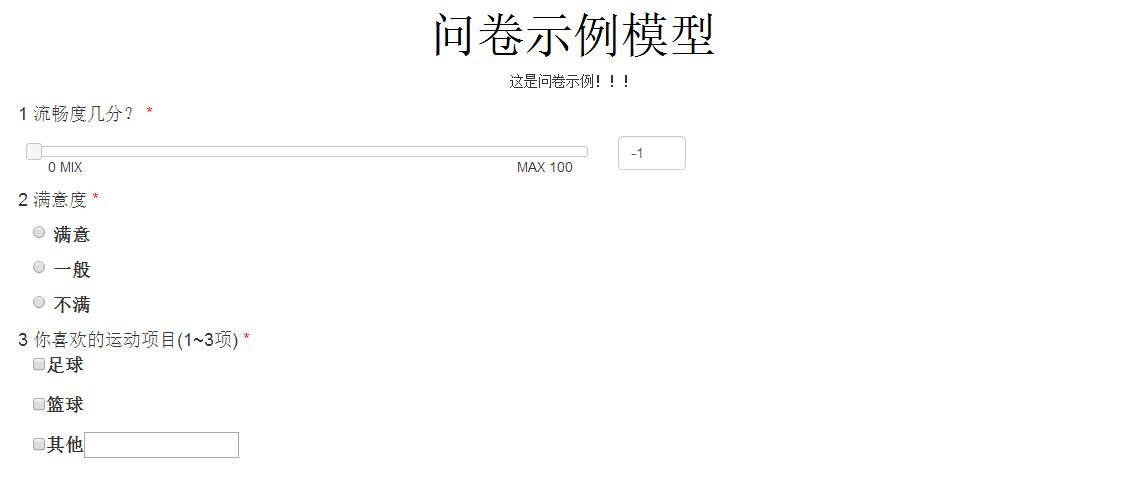 问卷示例模型
这是问卷示例！！！
1 流畅度几分？ *
-1
0 MIX MAX 100
2 满意度 *
满意
一般
不满
3 你喜欢的运动项目(1~3项) *
足球
篮球
其他